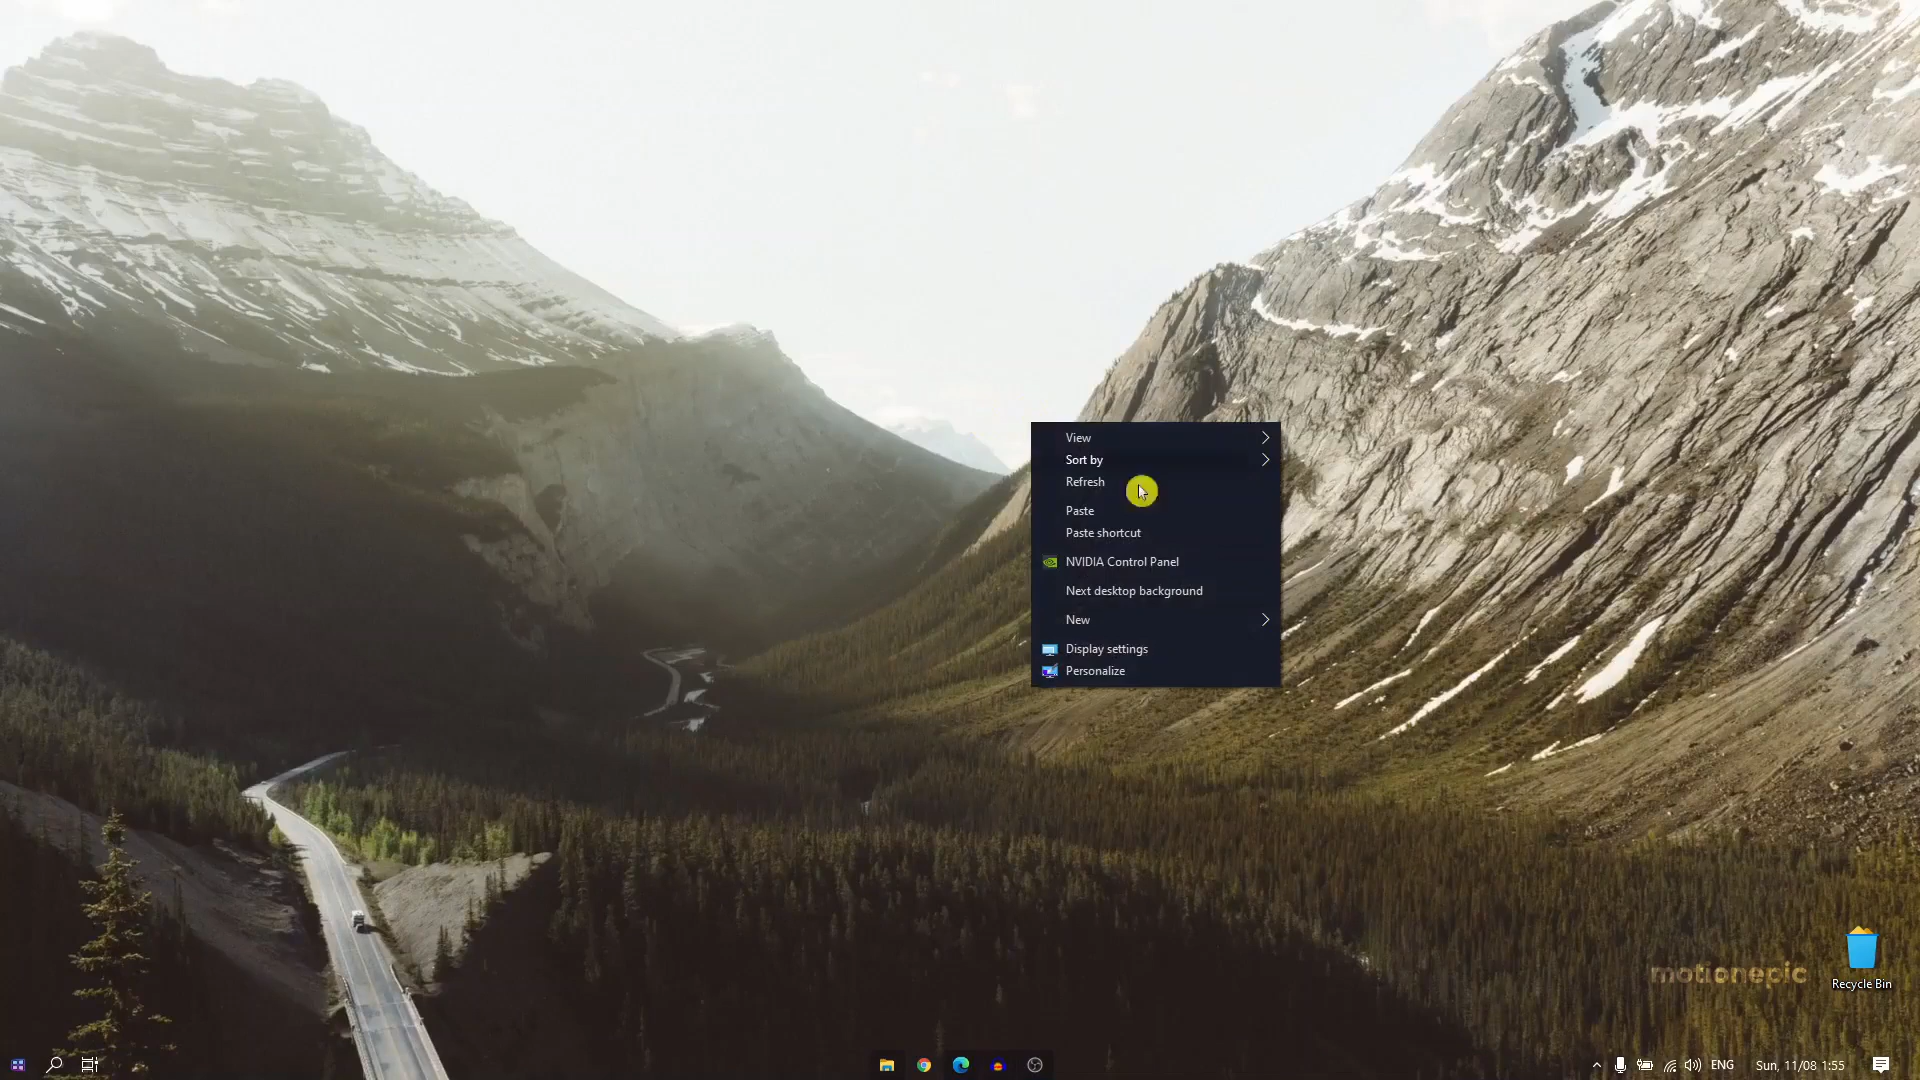 View
Sort by
Refresh
Paste
Paste shortcut
NVIDIA Control Panel
Next desktop background
New
Display settings
Personalize
motionepic
Recycle Bin
ENG
Sun, 11/08 1:55